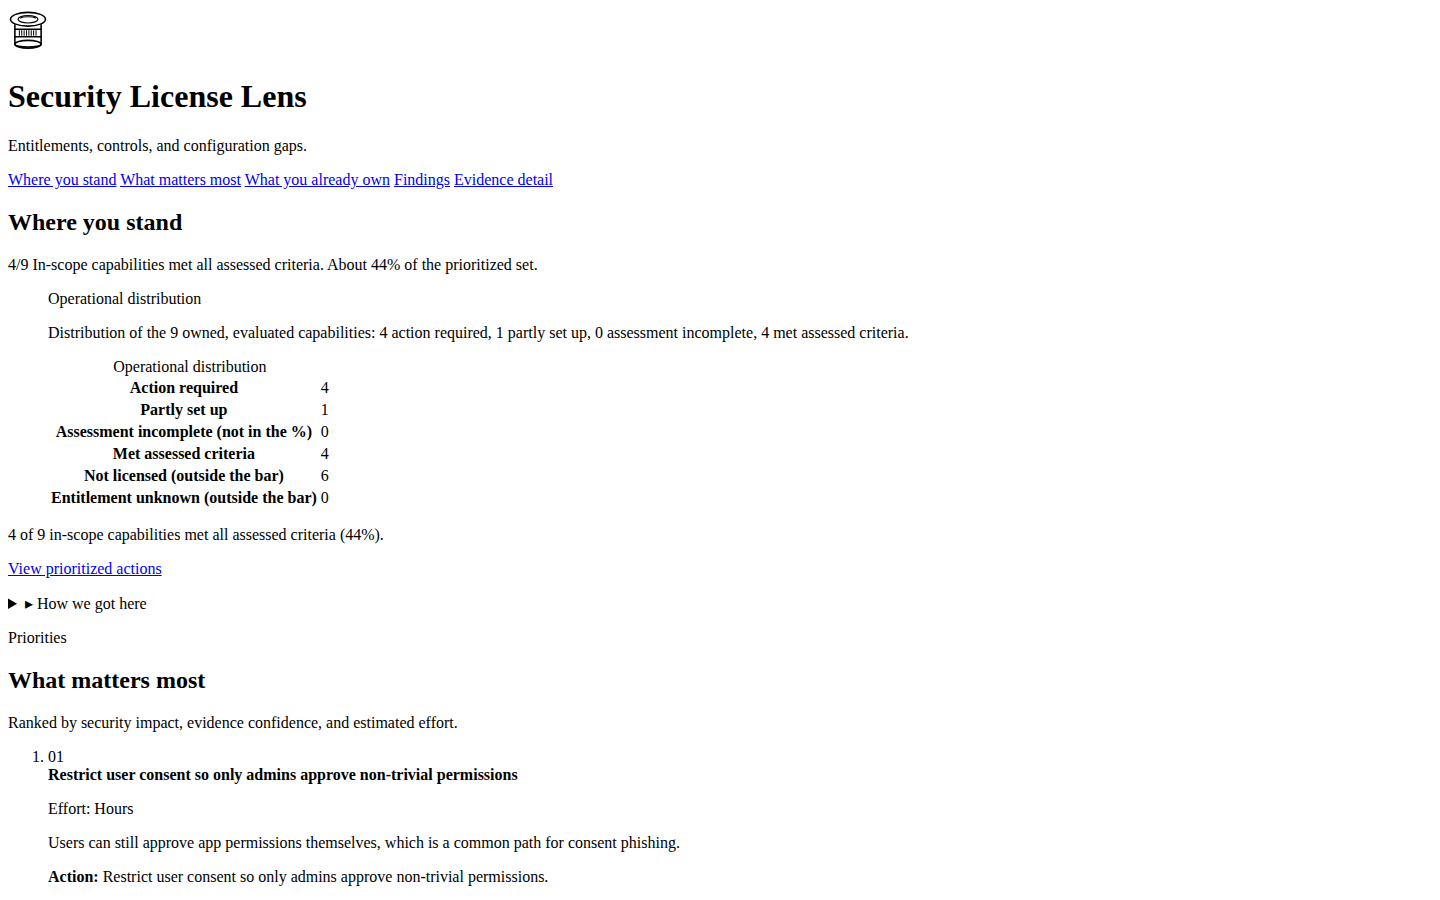 Security License Lens
Entitlements, controls, and configuration gaps.
Where you stand What matters most What you already own Findings Evidence detail
Where you stand
4/9 In-scope capabilities met all assessed criteria. About 44% of the prioritized set.
Operational distribution
Distribution of the 9 owned, evaluated capabilities: 4 action required, 1 partly set up, 0 assessment incomplete, 4 met assessed criteria.
Operational distribution
Action required 4
Partly set up 1
Assessment incomplete (not in the %) 0
Met assessed criteria 4
Not licensed (outside the bar) 6
Entitlement unknown (outside the bar) 0
4 of 9 in-scope capabilities met all assessed criteria (44%).
View prioritized actions
▶ ▸ How we got here
Priorities
What matters most
Ranked by security impact, evidence confidence, and estimated effort.
1. 01
Restrict user consent so only admins approve non-trivial permissions
Effort: Hours
Users can still approve app permissions themselves, which is a common path for consent phishing.
Action: Restrict user consent so only admins approve non-trivial permissions.